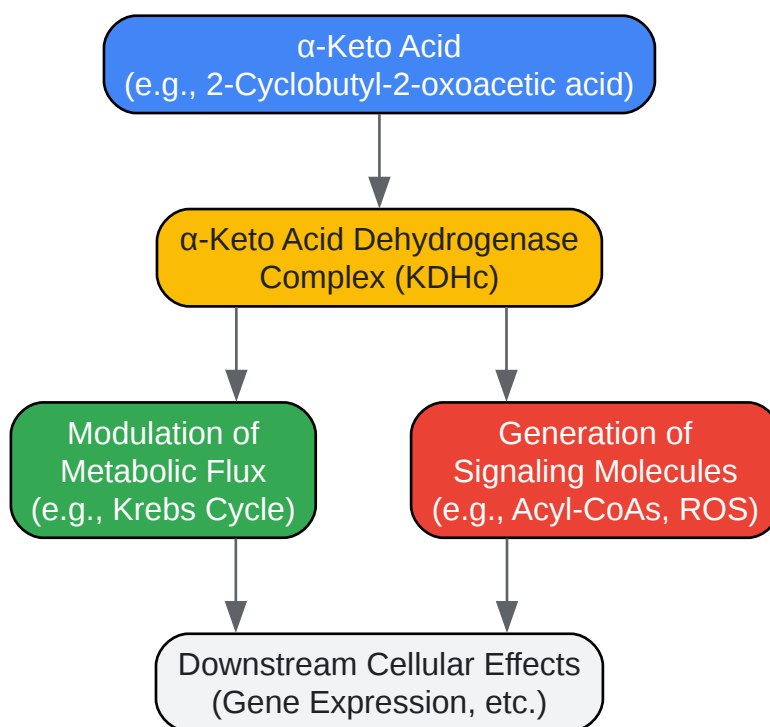 α-Keto Acid
(e.g., 2-Cyclobutyl-2-oxoacetic acid)
α-Keto Acid Dehydrogenase
Complex (KDHc)
Modulation of
Metabolic Flux
(e.g., Krebs Cycle)
Generation of
Signaling Molecules
(e.g., Acyl-CoAs, ROS)
Downstream Cellular Effects
(Gene Expression, etc.)